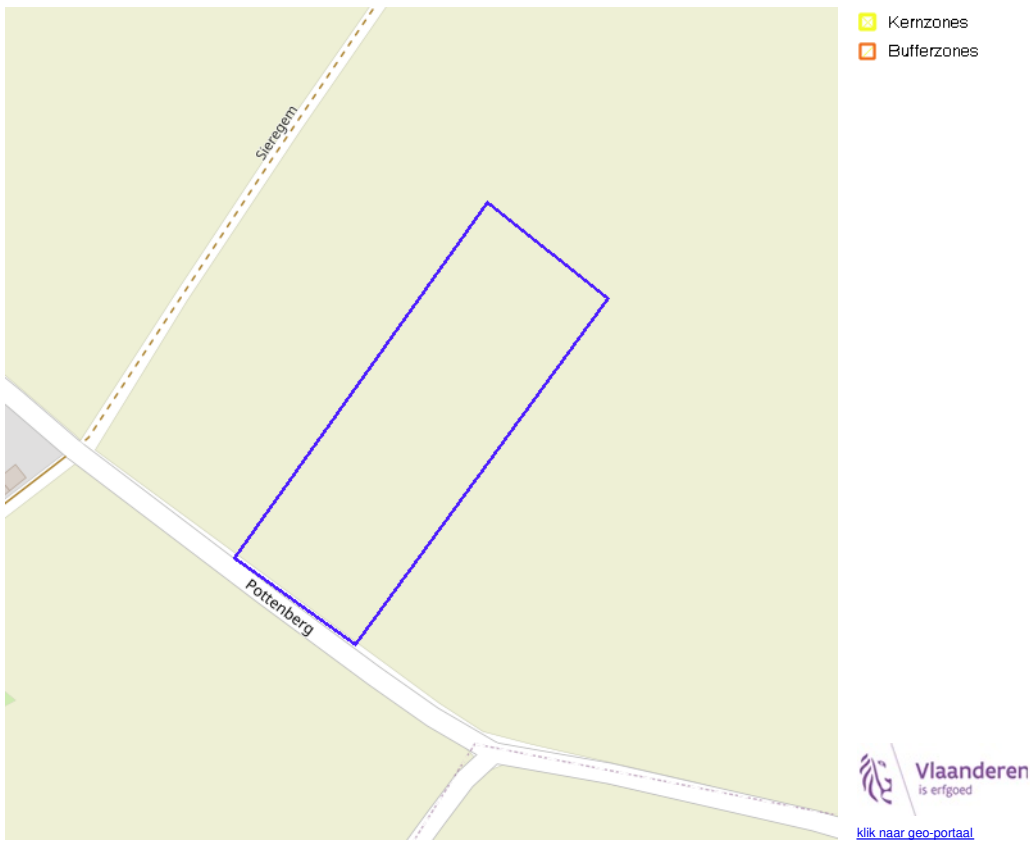 Kernzones
Bufferzones
Sieregem
Pottenberg
Vlaanderen
is erfgoed
klik naar geo-portaal